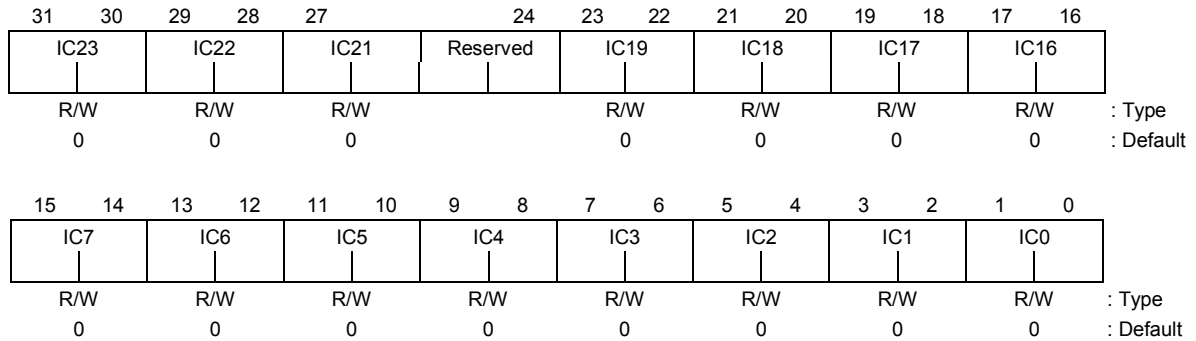 31 30 29 28 27 24 23 22 21 20 19 18 17 16
IC23 IC22 IC21 Reserved IC19 IC18 IC17 IC16
R/W R/W R/W R/W R/W R/W R/W : Type
0 0 0 0 0 0 0 : Default
15 14 13 12 11 10 9 8 7 6 5 4 3 2 1 0
IC7 IC6 IC5 IC4 IC3 IC2 IC1 IC0
R/W R/W R/W R/W R/W R/W R/W R/W : Type
0 0 0 0 0 0 0 0 : Default